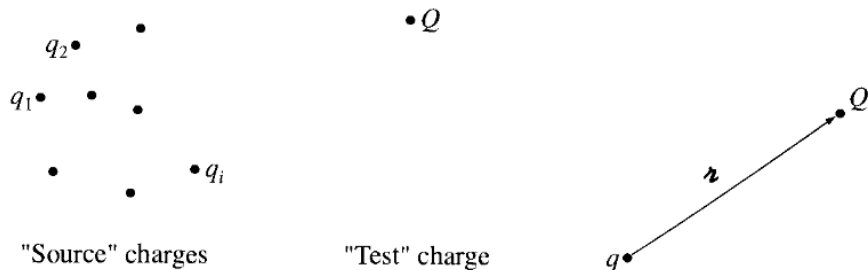 Q
q2
q1
Q
qi
𝓇
"Source" charges
"Test" charge
q